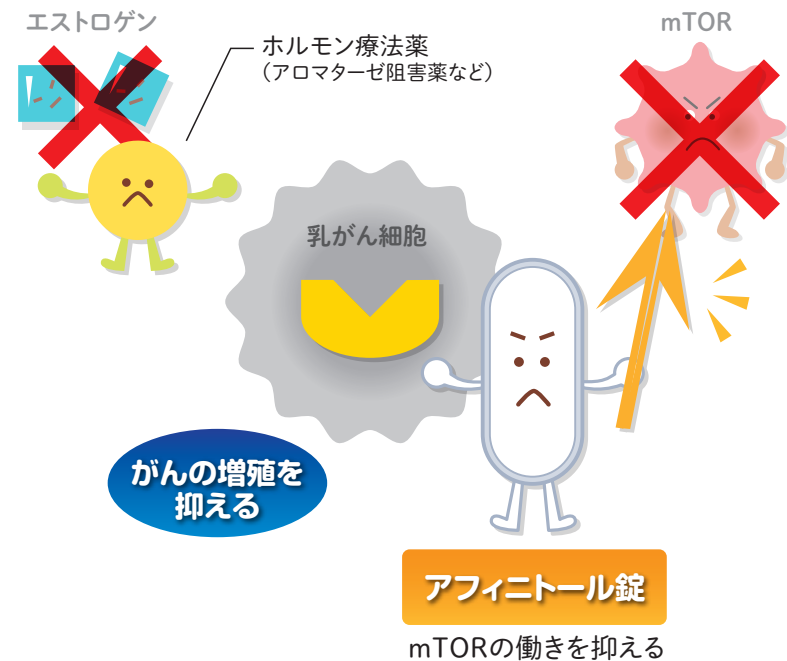 エストロゲン
mTOR
ホルモン療法薬
（アロマターゼ阻害薬など）
乳がん細胞
がんの増殖を
抑える
アフィニトール錠
mTORの働きを抑える